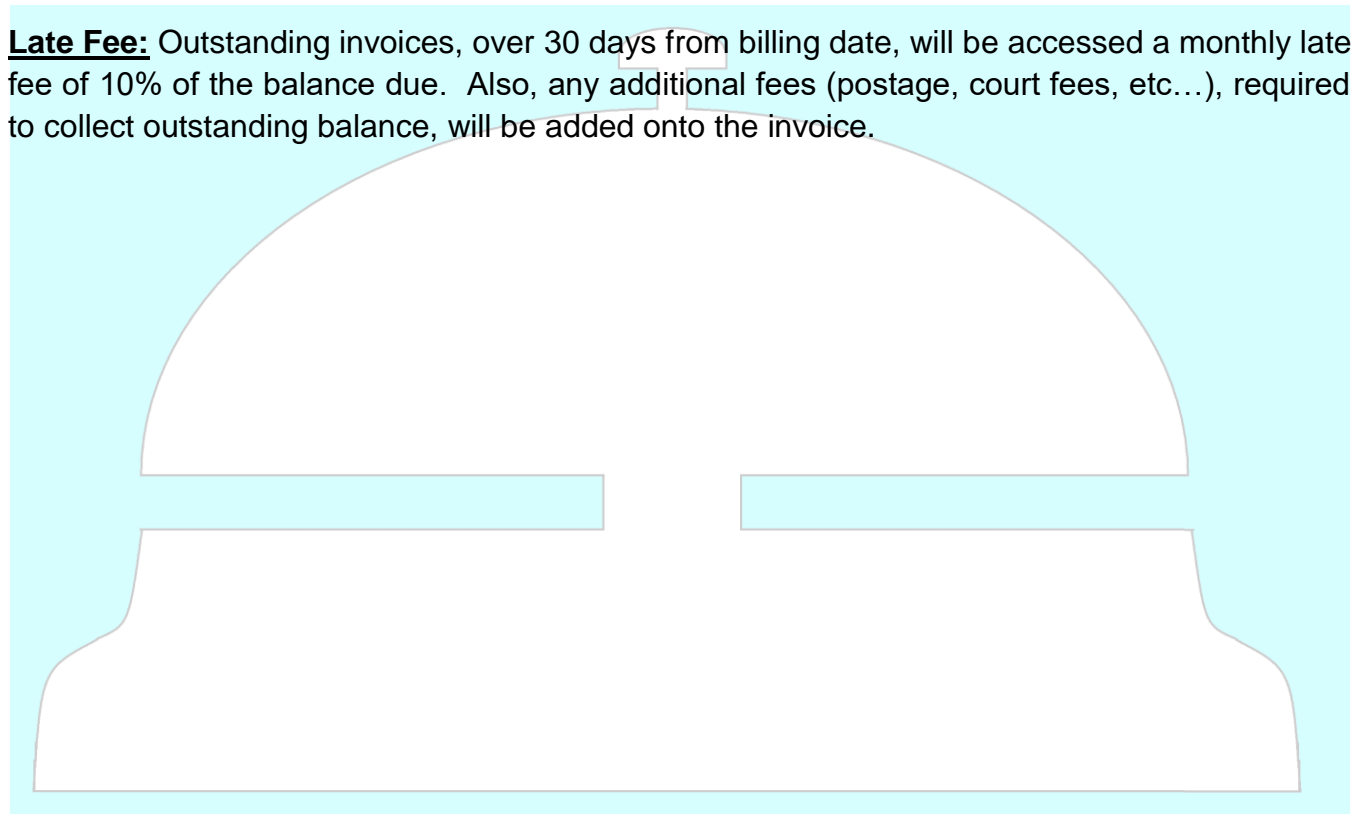 Late Fee: Outstanding invoices, over 30 days from billing date, will be accessed a monthly late
fee of 10% of the balance due.  Also, any additional fees (postage, court fees, etc…), required
to collect outstanding balance, will be added onto the invoice.